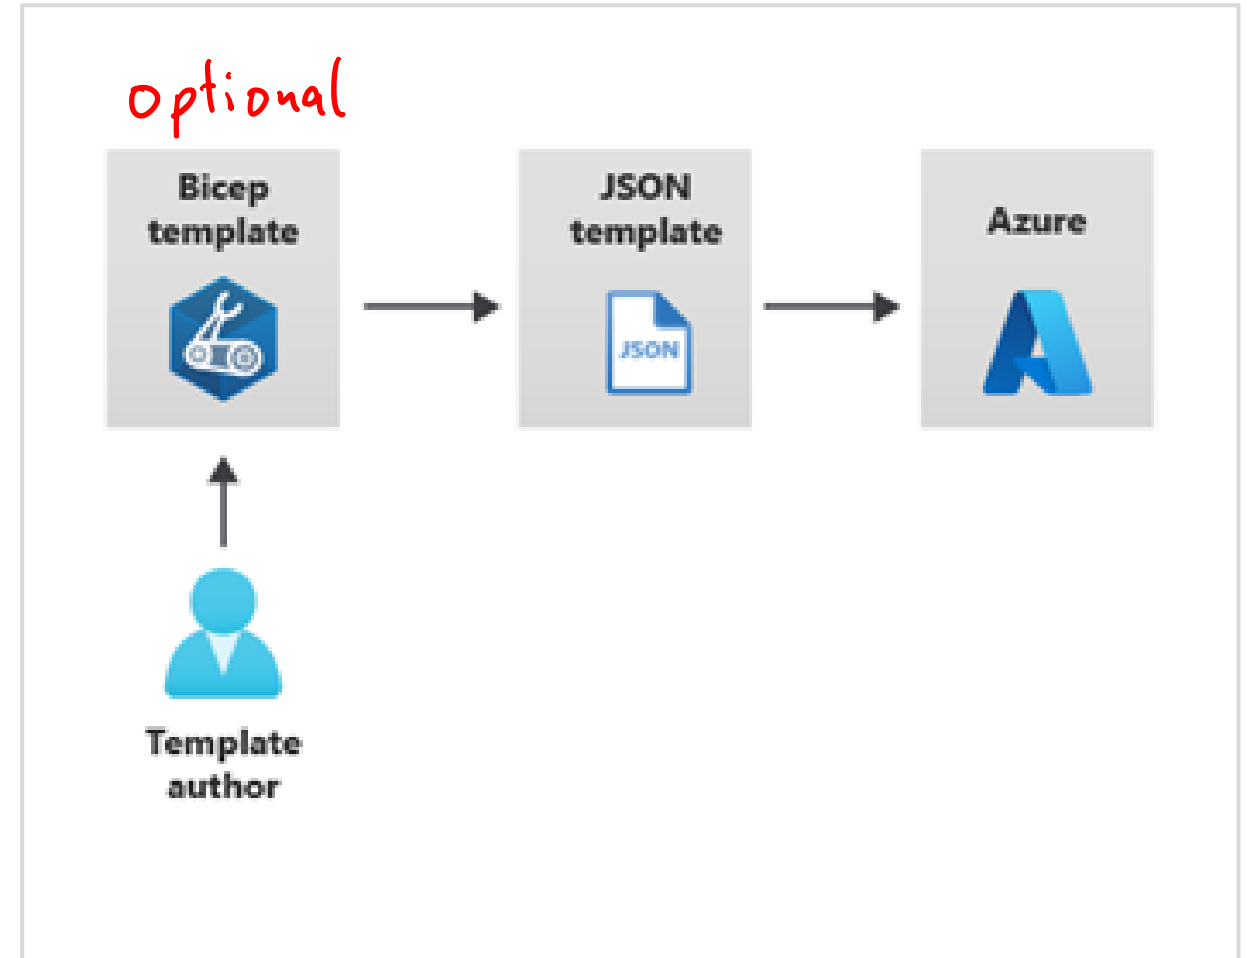 optional
Bicep
template
JSON
template
JSON
Azure
Template
author